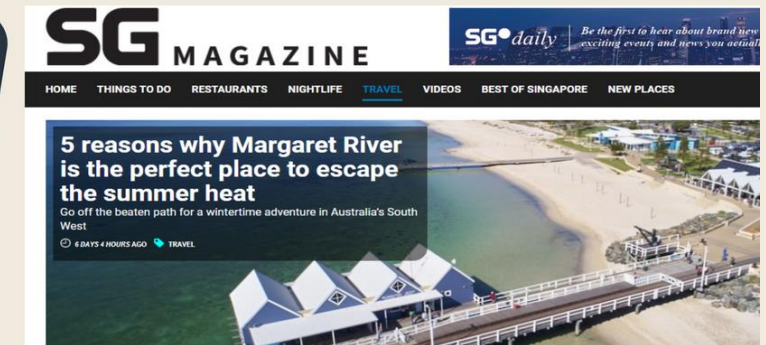 SG MAGAZINE
SG daily
Be the first to hear about brand new
exciting events and news you
HOME THINGS TO DO RESTAURANTS NIGHTLIFE TRAVEL VIDEOS BEST OF SINGAPORE NEW PLACES
5 reasons why Margaret River
is the perfect place to escape
the summer heat
Go off the beaten path for a wintertime adventure in Australia's South
West
6 DAYS 4 HOURS AGO TRAVEL